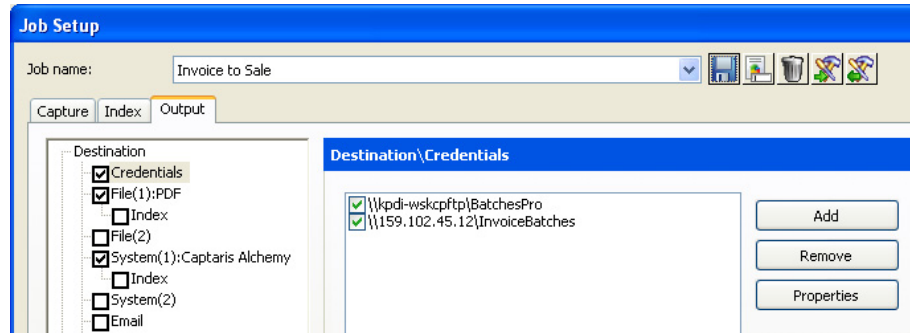 Job Setup
Job name: Invoice to Sale
Capture Index Output
Destination
Credentials
File(1):PDF
Index
File(2)
System(1):Captaris Alchemy
Index
System(2)
Email
Destination\Credentials
\\kpdi-wskcpftp\BatchesPro
\\159.102.45.12\InvoiceBatches
Add
Remove
Properties